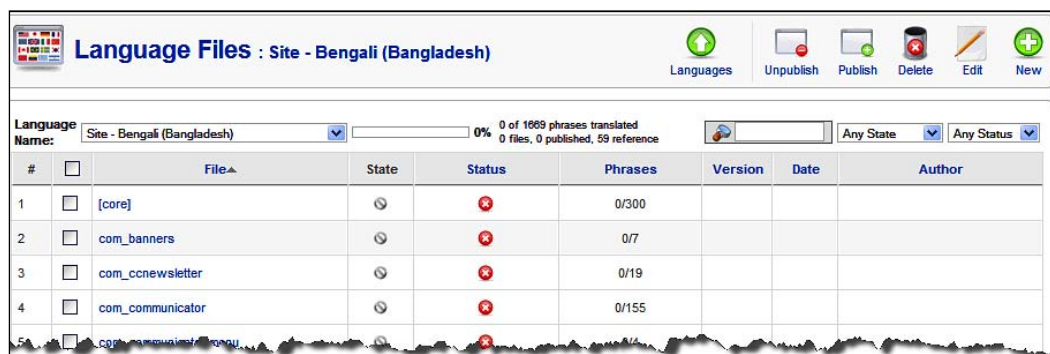 Language Files : Site - Bengali (Bangladesh)
Languages Unpublish Publish Delete Edit New
Language Name: Site - Bengali (Bangladesh) 0% 0 of 1669 phrases translated
0 files, 0 published, 59 reference
Any State Any Status
# File State Status Phrases Version Date Author
1 [core] 0/300
2 com_banners 0/7
3 com_ccnewsletter 0/19
4 com_communicator 0/155